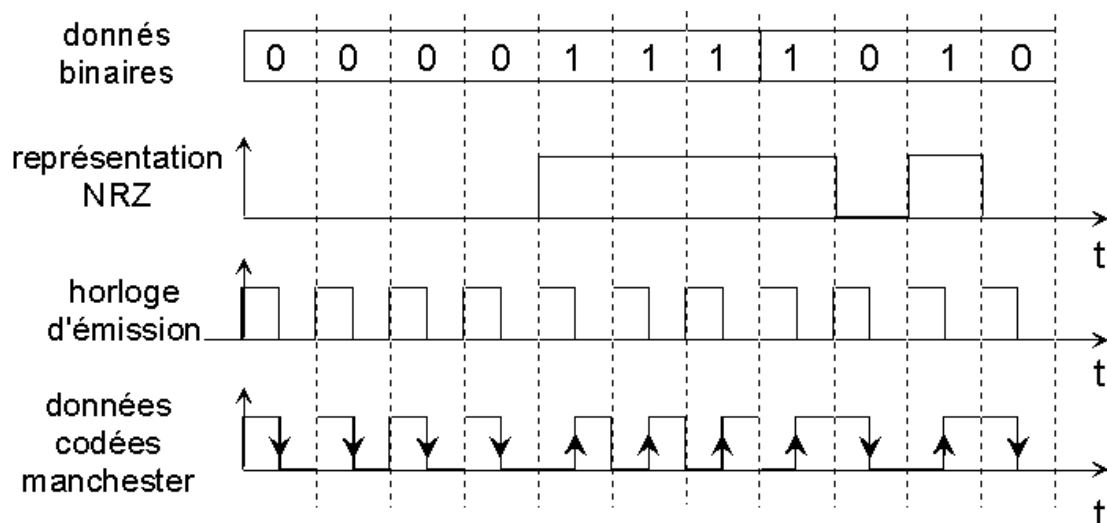 donnés
binaires
0 0 0 0 1 1 1 1 0 1 0
représentation
NRZ
t
horloge
d'émission
t
données
codées
manchester
t